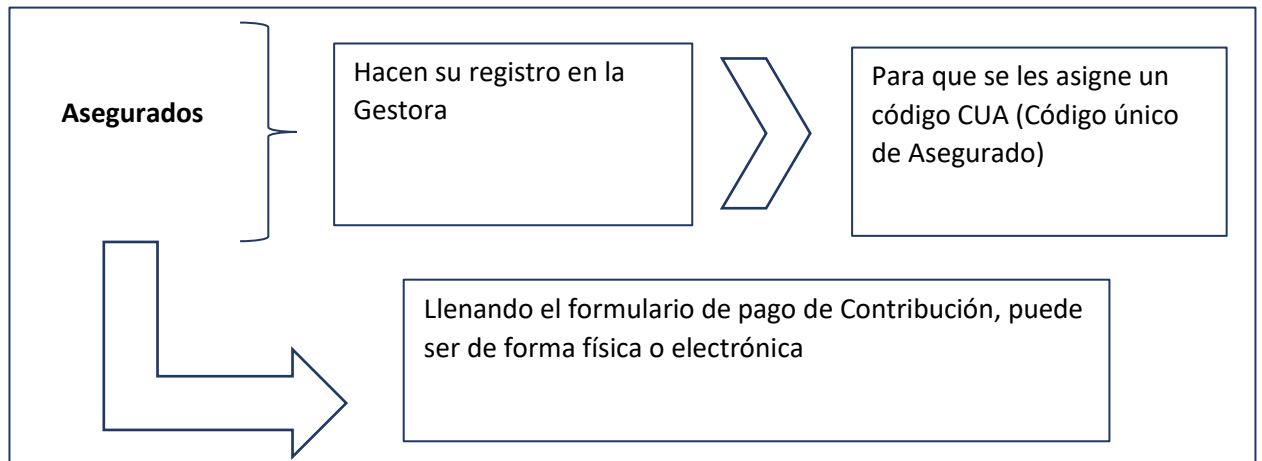 Asegurados
Hacen su registro en la
Gestora
Para que se les asigne un
código CUA (Código único
de Asegurado)
Llenando el formulario de pago de Contribución, puede
ser de forma física o electrónica